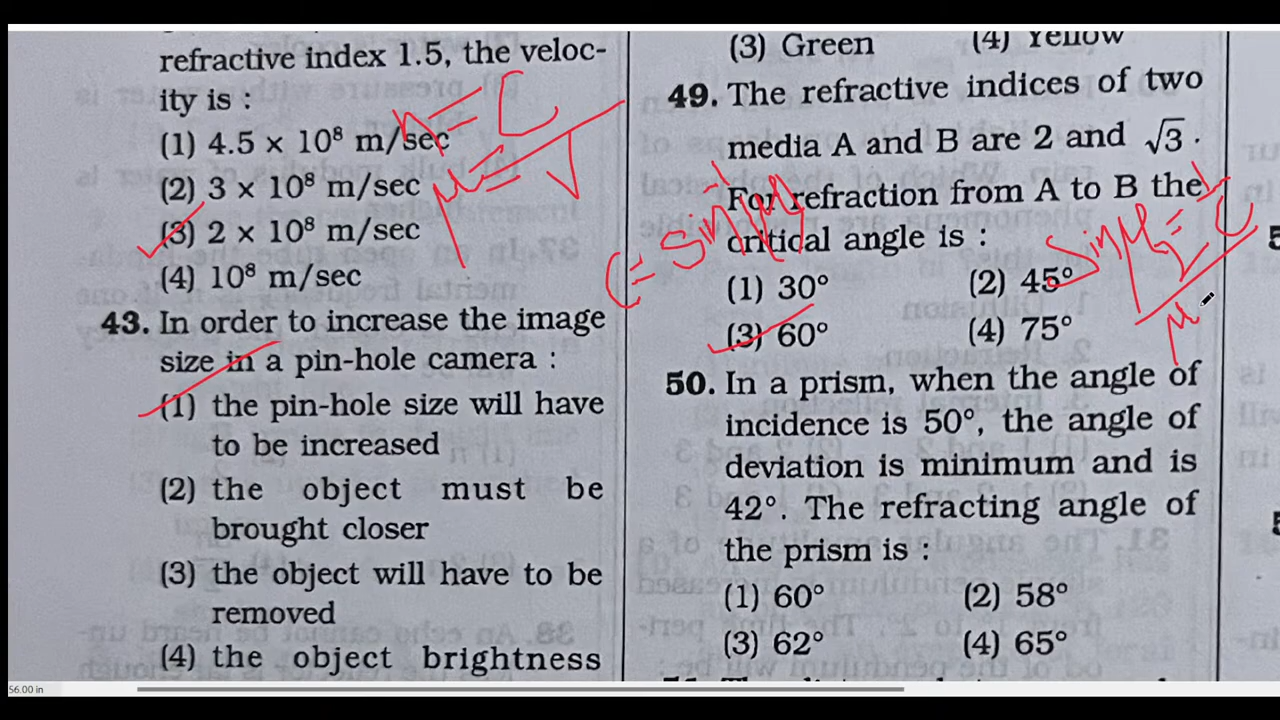 refractive index 1.5, the veloc-
ity is :
(1) 4.5 × 10⁸ m/sec
(2) 3 × 10⁸ m/sec
(3) 2 × 10⁸ m/sec
(4) 10⁸ m/sec
43. In order to increase the image
size in a pin-hole camera :
(1) the pin-hole size will have
to be increased
(2) the object must be
brought closer
(3) the object will have to be
removed
(4) the object brightness
(3) Green (4) Yellow
49. The refractive indices of two
media A and B are 2 and √3 .
For refraction from A to B the
critical angle is :
(1) 30° (2) 45°
(3) 60° (4) 75°
50. In a prism, when the angle of
incidence is 50°, the angle of
deviation is minimum and is
42°. The refracting angle of
the prism is :
(1) 60° (2) 58°
(3) 62° (4) 65°
56.00 in